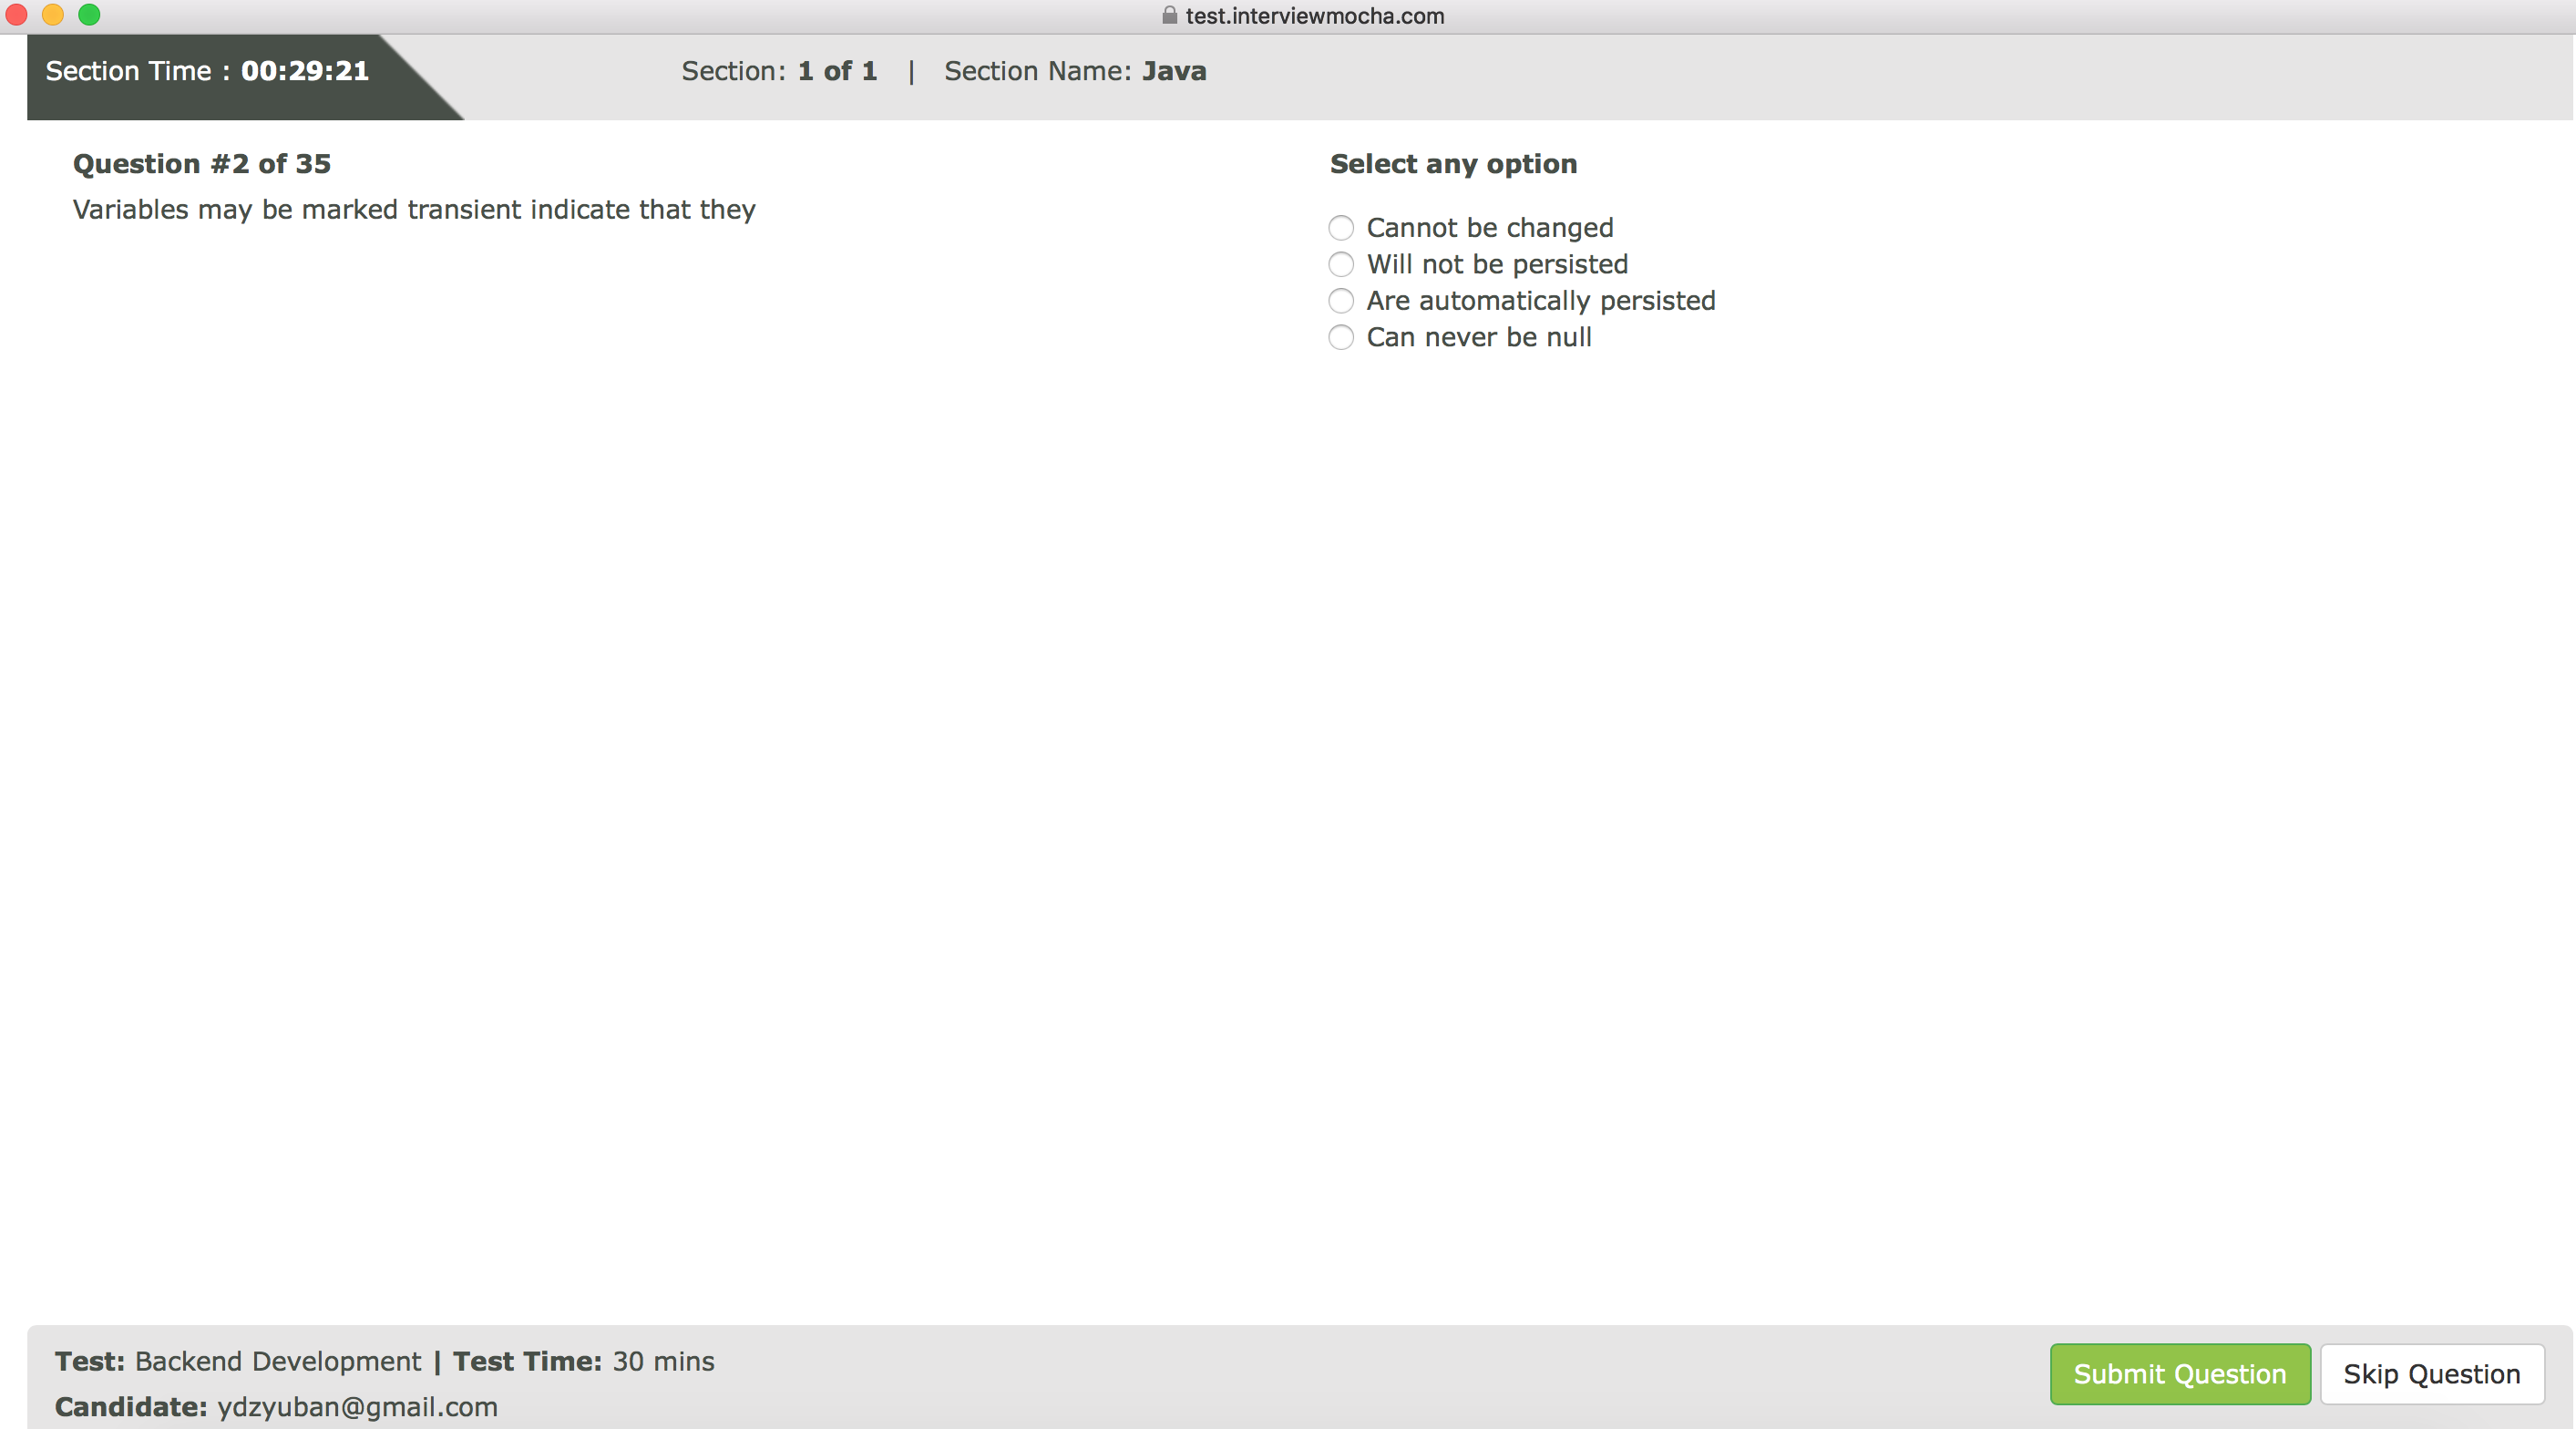 test.interviewmocha.com
Section Time : 00:29:21
Section: 1 of 1 | Section Name: Java
Question #2 of 35
Variables may be marked transient indicate that they
Select any option
Cannot be changed
Will not be persisted
Are automatically persisted
Can never be null
Test: Backend Development | Test Time: 30 mins
Candidate: ydzyuban@gmail.com
Submit Question
Skip Question